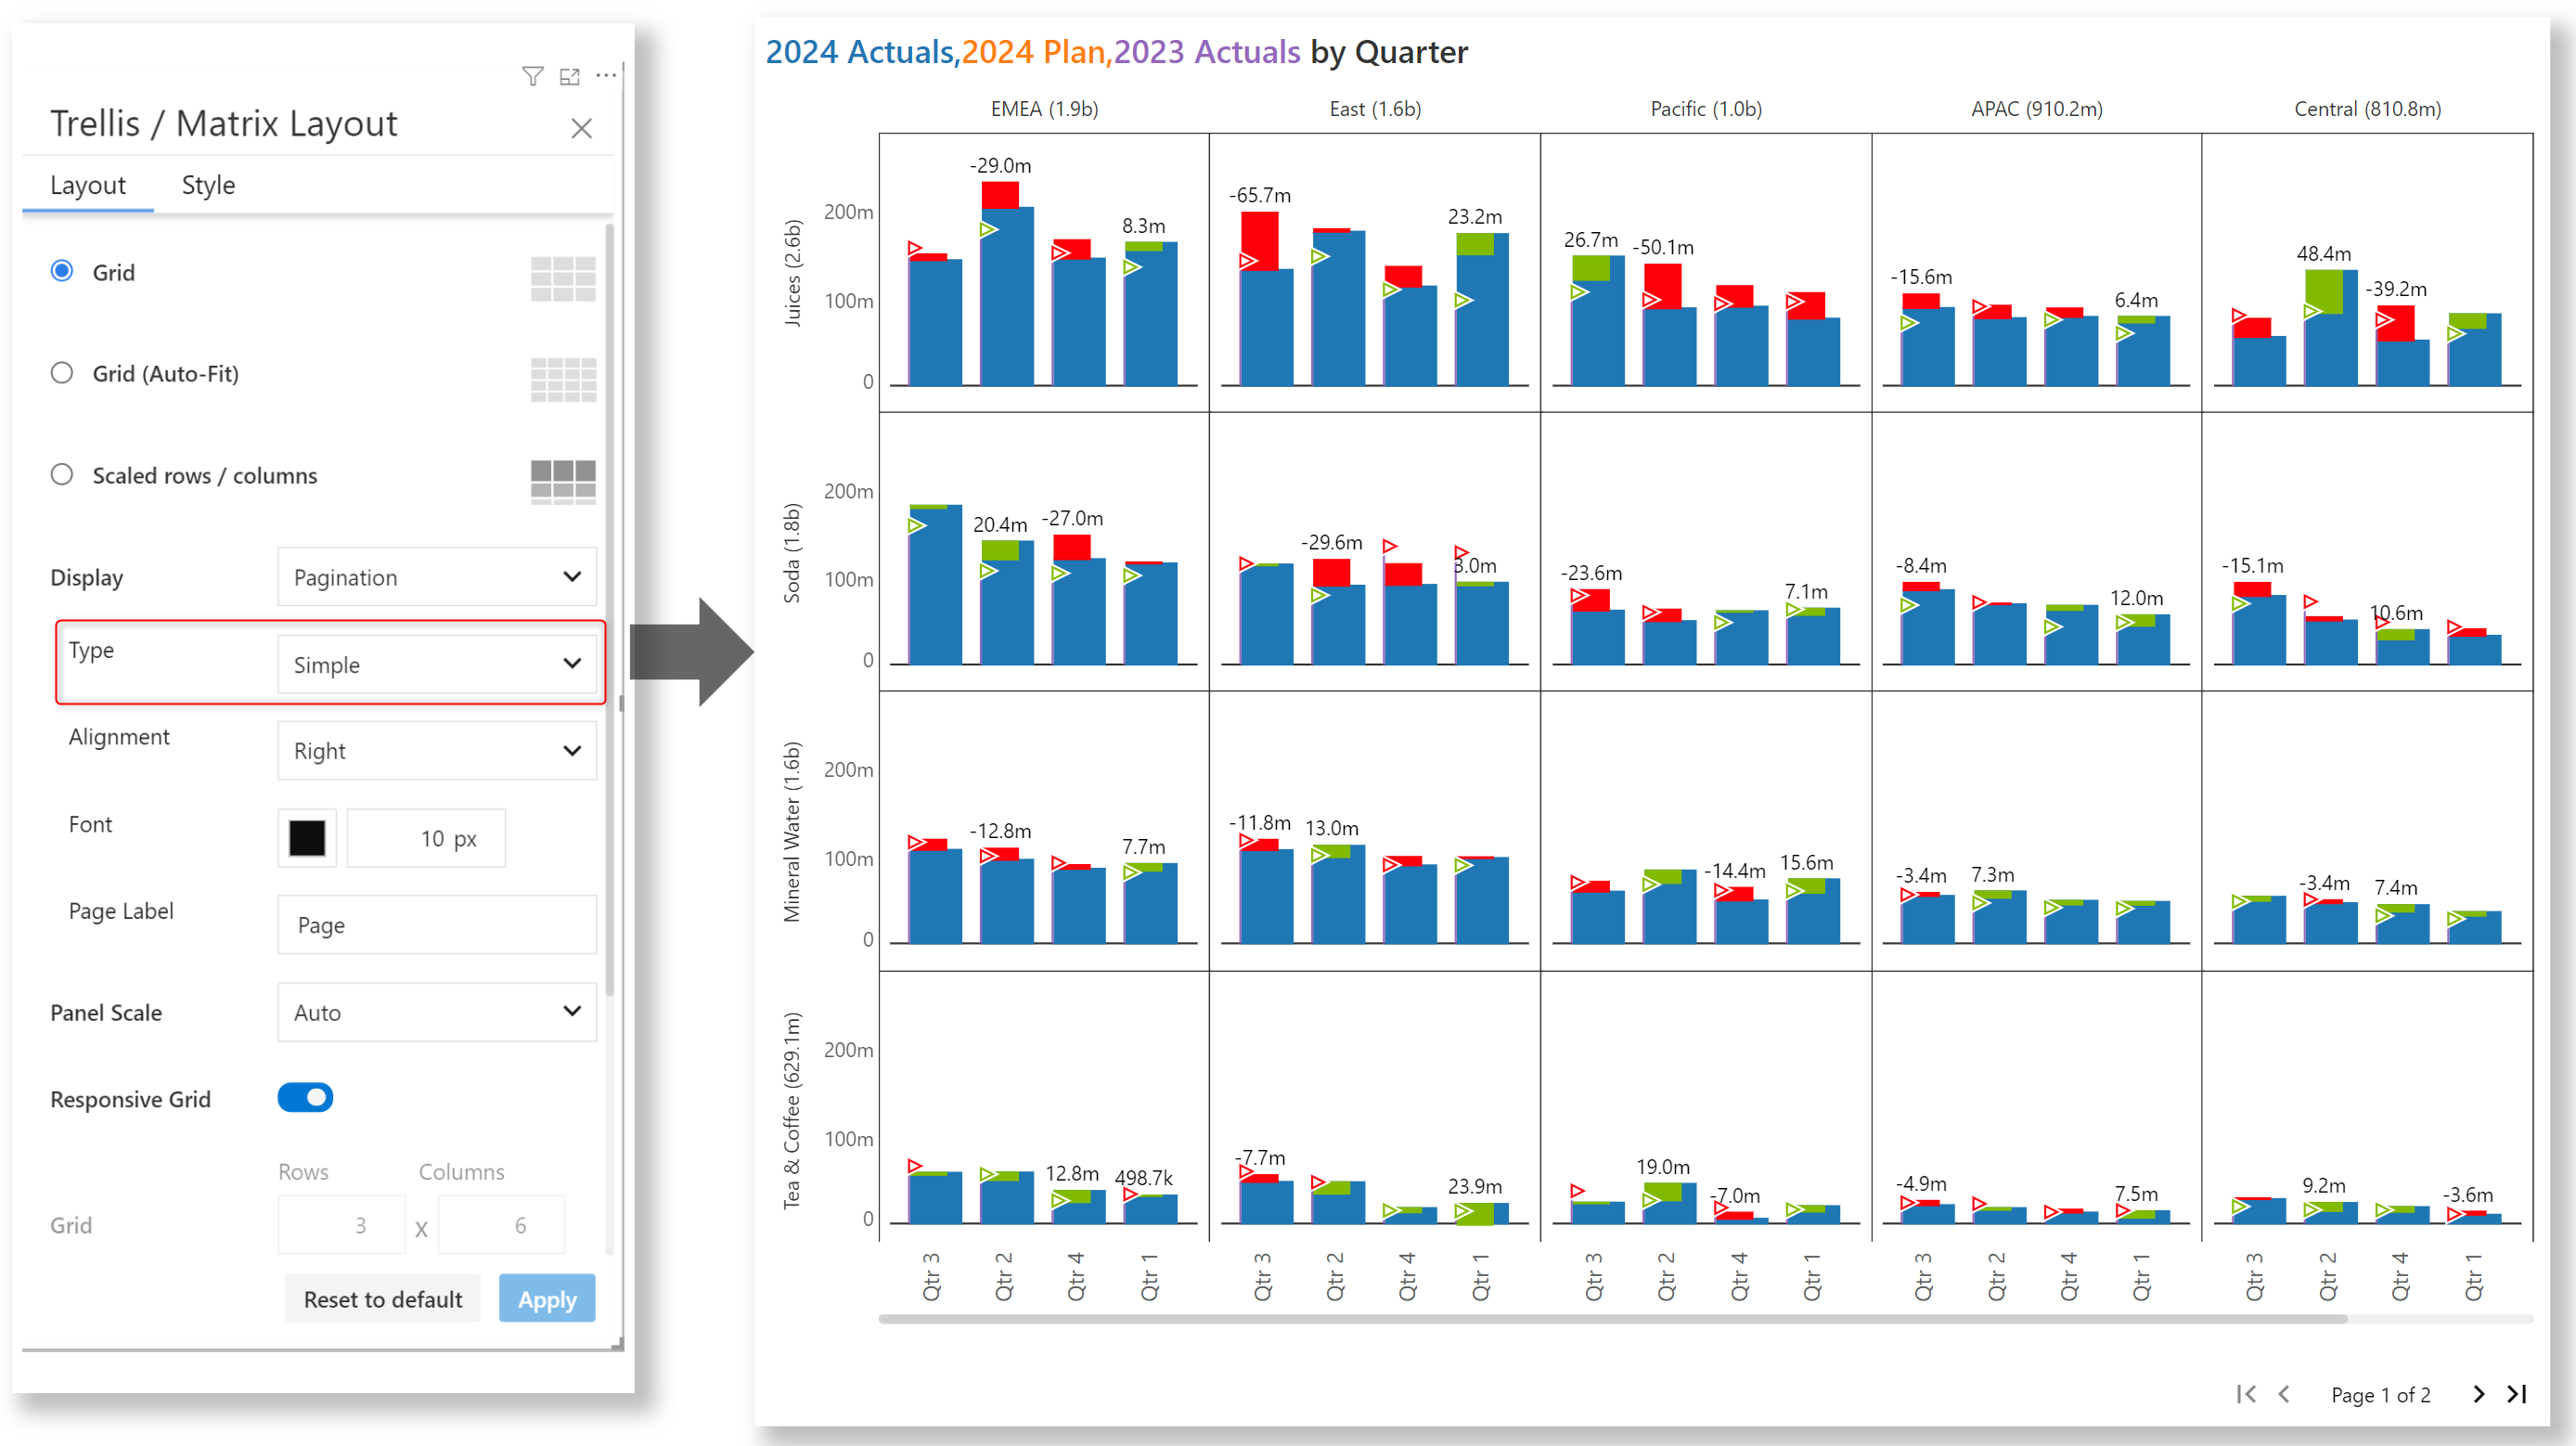 Trellis / Matrix Layout
Layout Style
Grid
Grid (Auto-Fit)
Scaled rows / columns
Display Pagination
Type Simple
Alignment Right
Font 10 px
Page Label Page
Panel Scale Auto
Responsive Grid
Rows Columns
Grid 3 x 6
Reset to default Apply
2024 Actuals,2024 Plan,2023 Actuals by Quarter
EMEA (1.9b) East (1.6b) Pacific (1.0b) APAC (910.2m) Central (810.8m)
Juices (2.6b)
200m
100m
0
-29.0m 8.3m
-65.7m 23.2m
26.7m -50.1m
-15.6m 6.4m
48.4m -39.2m
Soda (1.8b)
200m
100m
0
20.4m -27.0m
-29.6m 3.0m
-23.6m 7.1m
-8.4m 12.0m
-15.1m 10.6m
Mineral Water (1.6b)
200m
100m
0
-12.8m 7.7m
-11.8m 13.0m
-14.4m 15.6m
-3.4m 7.3m
-3.4m 7.4m
Tea & Coffee (629.1m)
200m
100m
0
12.8m 498.7k
-7.7m 23.9m
19.0m -7.0m
-4.9m 7.5m
9.2m -3.6m
Qtr 3 Qtr 2 Qtr 4 Qtr 1 Qtr 3 Qtr 2 Qtr 4 Qtr 1 Qtr 3 Qtr 2 Qtr 4 Qtr 1 Qtr 3 Qtr 2 Qtr 4 Qtr 1 Qtr 3 Qtr 2 Qtr 4 Qtr 1
Page 1 of 2